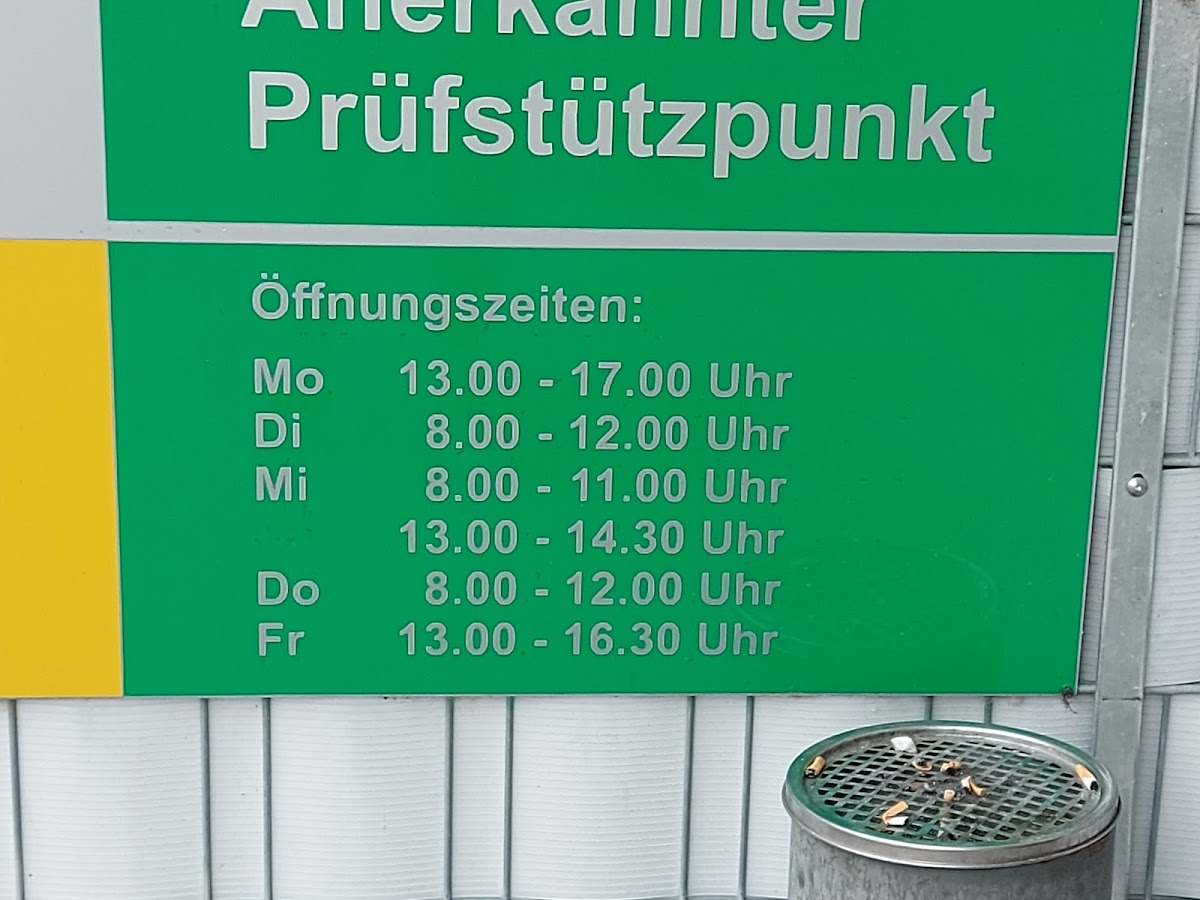 Anerkannter
Prüfstützpunkt
Öffnungszeiten:
Mo 13.00 - 17.00 Uhr
Di 8.00 - 12.00 Uhr
Mi 8.00 - 11.00 Uhr
13.00 - 14.30 Uhr
Do 8.00 - 12.00 Uhr
Fr 13.00 - 16.30 Uhr